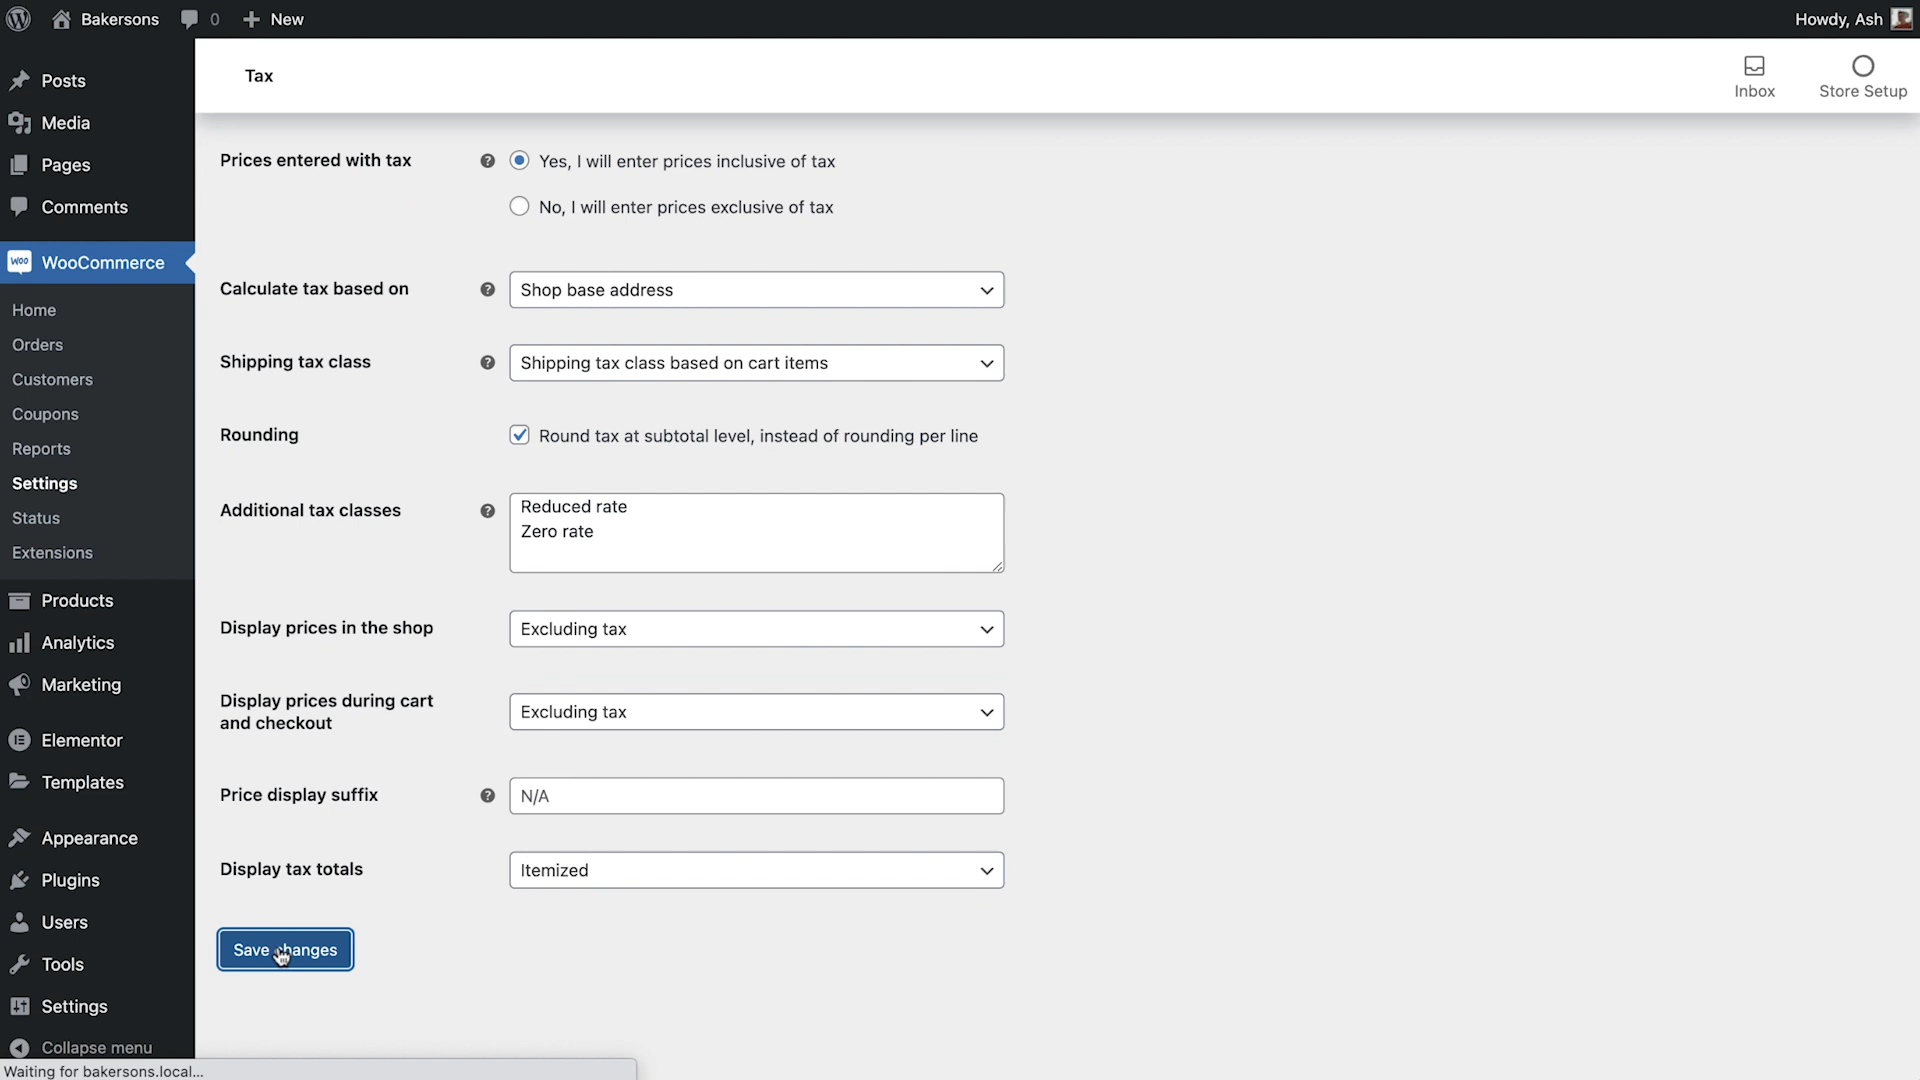 Bakersons
0
New
Howdy, Ash
Posts
Media
Pages
Comments
WOO WooCommerce
Home
Orders
Customers
Coupons
Reports
Settings
Status
Extensions
Products
Analytics
Marketing
Elementor
Templates
Appearance
Plugins
Users
Tools
Settings
Collapse menu
Tax
Inbox
Store Setup
Prices entered with tax
Yes, I will enter prices inclusive of tax
No, I will enter prices exclusive of tax
Calculate tax based on
Shop base address
Shipping tax class
Shipping tax class based on cart items
Rounding
Round tax at subtotal level, instead of rounding per line
Additional tax classes
Reduced rate
Zero rate
Display prices in the shop
Excluding tax
Display prices during cart
and checkout
Excluding tax
Price display suffix
N/A
Display tax totals
Itemized
Save changes
Waiting for bakersons.local...